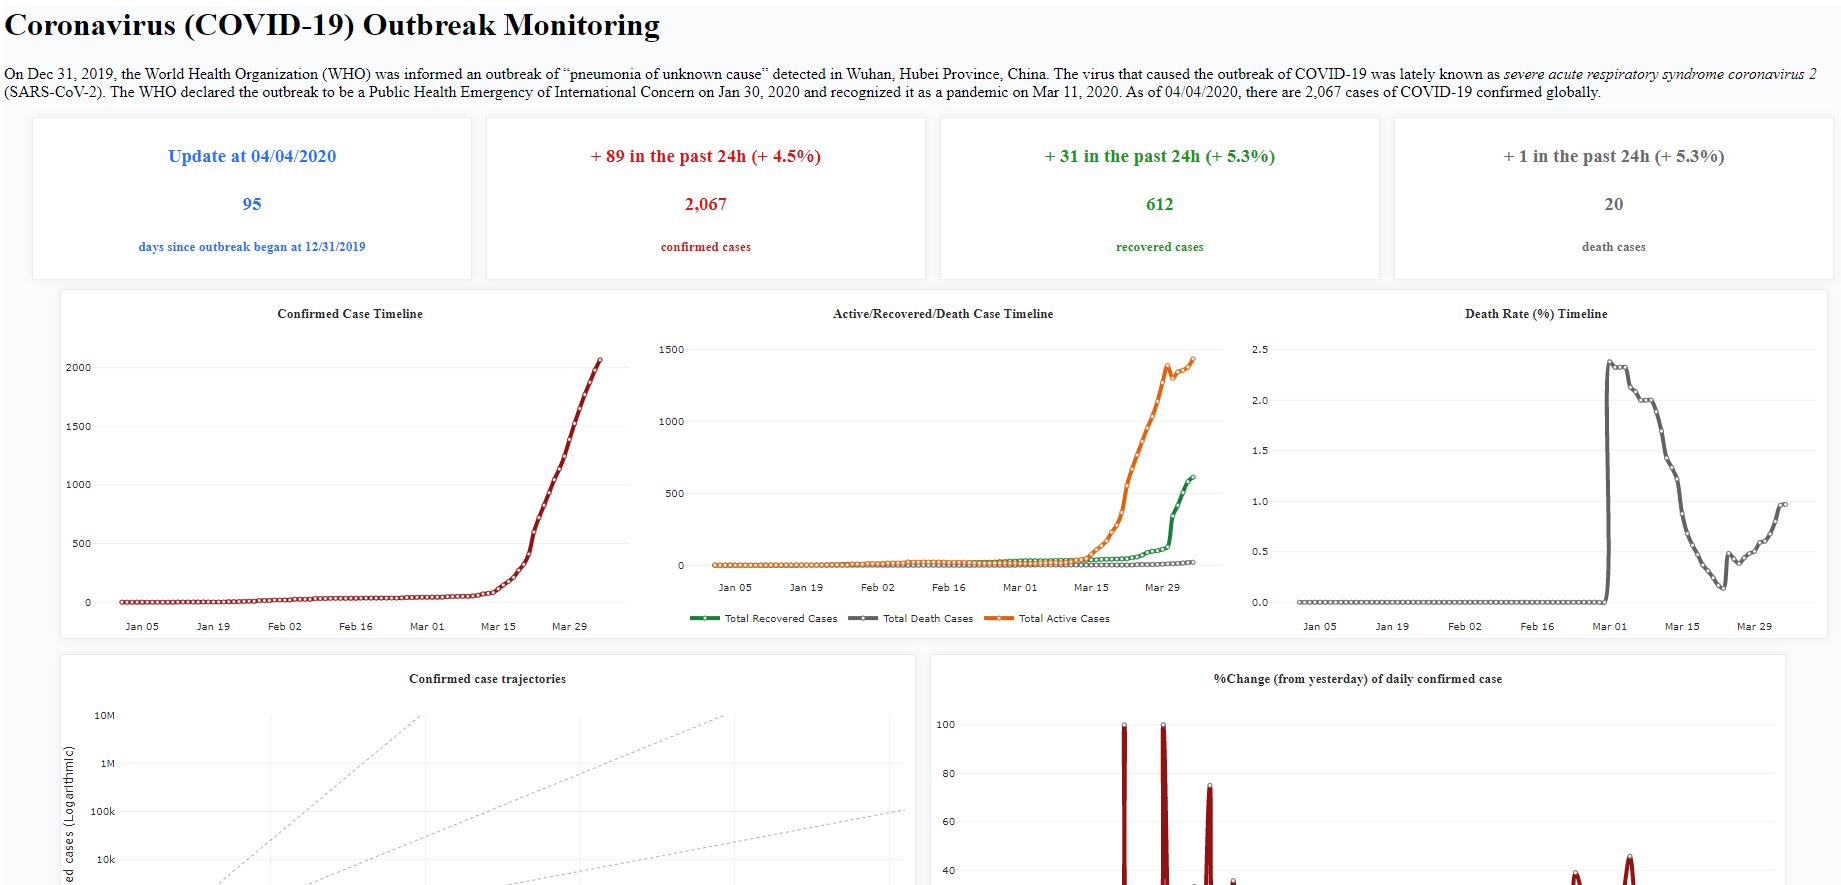 Coronavirus (COVID-19) Outbreak Monitoring
On Dec 31, 2019, the World Health Organization (WHO) was informed an outbreak of “pneumonia of unknown cause” detected in Wuhan, Hubei Province, China. The virus that caused the outbreak of COVID-19 was lately known as severe acute respiratory syndrome coronavirus 2
(SARS-CoV-2). The WHO declared the outbreak to be a Public Health Emergency of International Concern on Jan 30, 2020 and recognized it as a pandemic on Mar 11, 2020. As of 04/04/2020, there are 2,067 cases of COVID-19 confirmed globally.
Update at 04/04/2020
95
days since outbreak began at 12/31/2019
+ 89 in the past 24h (+ 4.5%)
2,067
confirmed cases
+ 31 in the past 24h (+ 5.3%)
612
recovered cases
+ 1 in the past 24h (+ 5.3%)
20
death cases
Confirmed Case Timeline
2000
1500
1000
500
0
Jan 05 Jan 19 Feb 02 Feb 16 Mar 01 Mar 15 Mar 29
Active/Recovered/Death Case Timeline
1500
1000
500
0
Jan 05 Jan 19 Feb 02 Feb 16 Mar 01 Mar 15 Mar 29
Total Recovered Cases Total Death Cases Total Active Cases
Death Rate (%) Timeline
2.5
2.0
1.5
1.0
0.5
0.0
Jan 05 Jan 19 Feb 02 Feb 16 Mar 01 Mar 15 Mar 29
Confirmed case trajectories
10M
1M
100k
10k
ed cases (Logarithmic)
%Change (from yesterday) of daily confirmed case
100
80
60
40